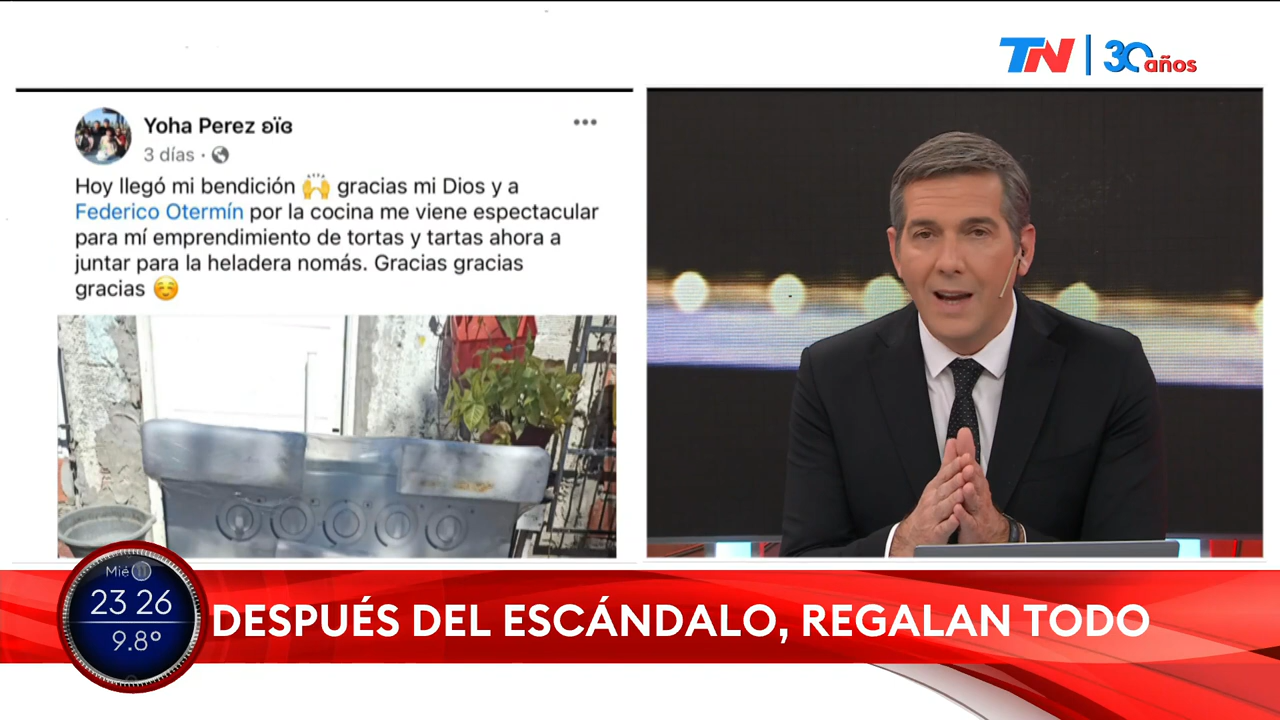 TN | 30 años
Yoha Perez ʚïɞ
3 días ·
Hoy llegó mi bendición 🙌 gracias mi Dios y a
Federico Otermín por la cocina me viene espectacular
para mí emprendimiento de tortas y tartas ahora a
juntar para la heladera nomás. Gracias gracias
gracias ☺️
Mié 11
23 26
9.8°
DESPUÉS DEL ESCÁNDALO, REGALAN TODO